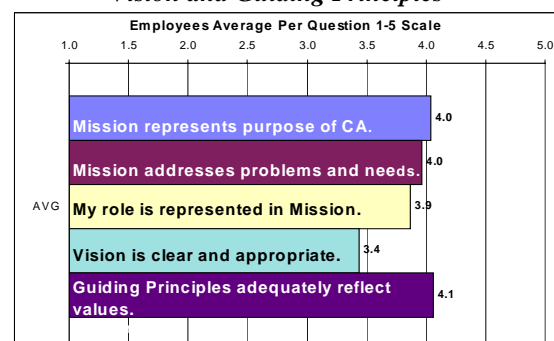 Vision and Guiding Principles
Employees Average Per Question 1-5 Scale
1.0 1.5 2.0 2.5 3.0 3.5 4.0 4.5 5.0
Mission represents purpose of CA. 4.0
Mission addresses problems and needs. 4.0
AVG My role is represented in Mission. 3.9
Vision is clear and appropriate. 3.4
Guiding Principles adequately reflect
values. 4.1